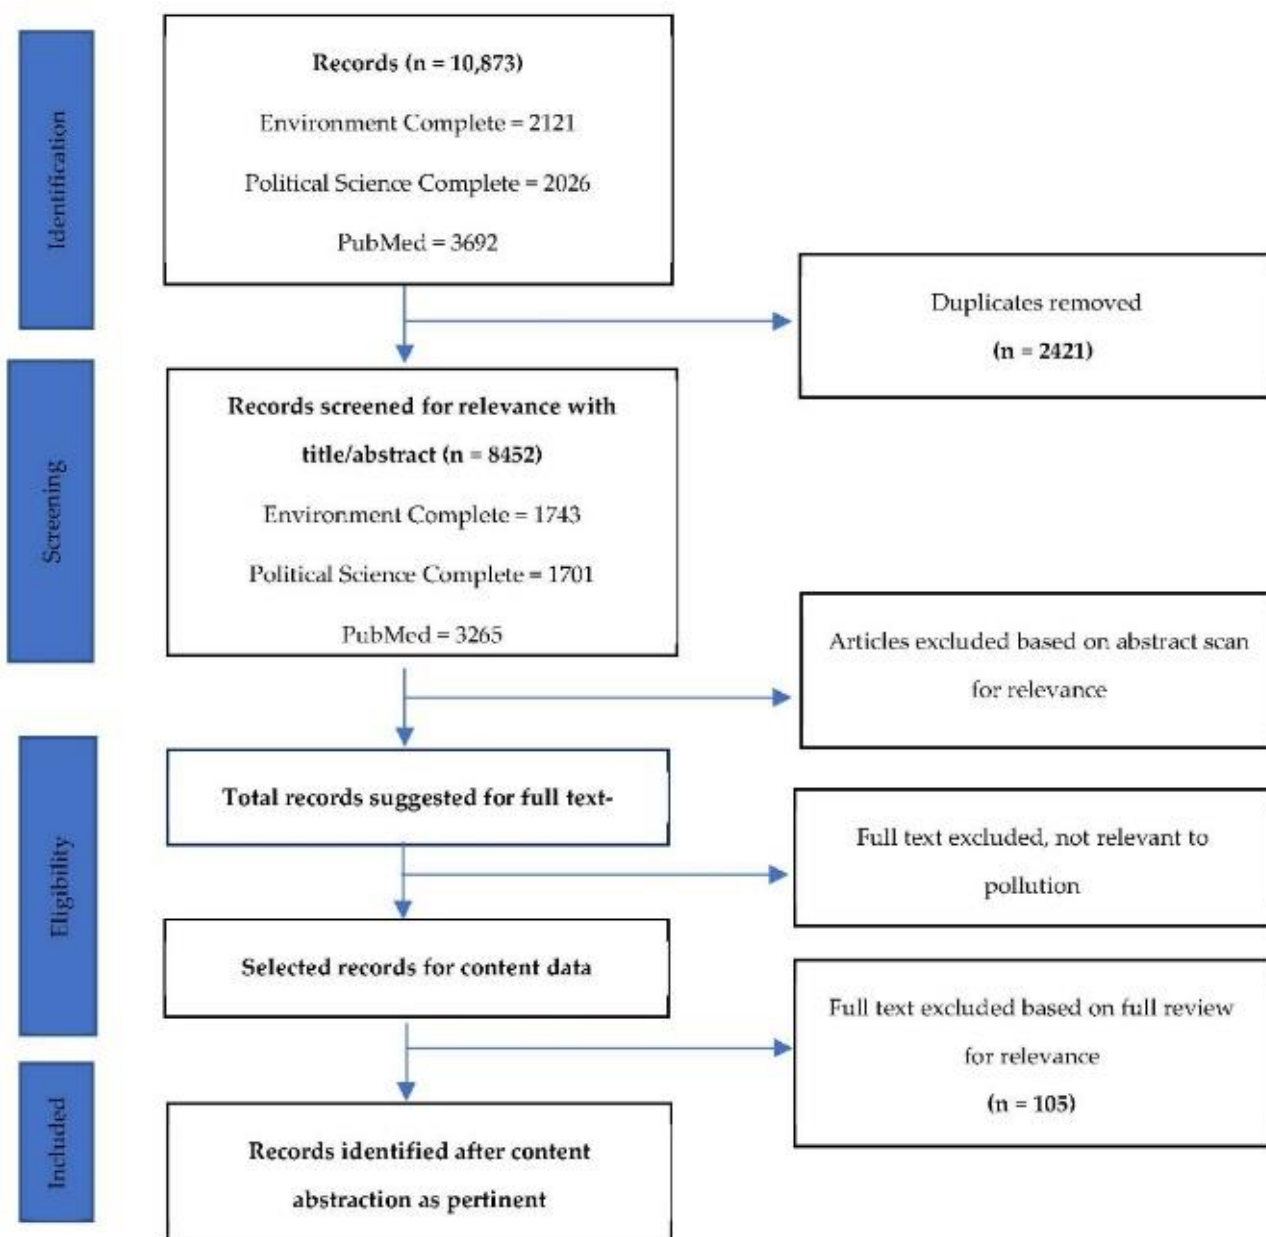 Identification
Records (n = 10,873)
Environment Complete = 2121
Political Science Complete = 2026
PubMed = 3692
Duplicates removed
(n = 2421)
Screening
Records screened for relevance with
title/abstract (n = 8452)
Environment Complete = 1743
Political Science Complete = 1701
PubMed = 3265
Articles excluded based on abstract scan
for relevance
Eligibility
Total records suggested for full text-
Full text excluded, not relevant to
pollution
Selected records for content data
Full text excluded based on full review
for relevance
(n = 105)
Included
Records identified after content
abstraction as pertinent